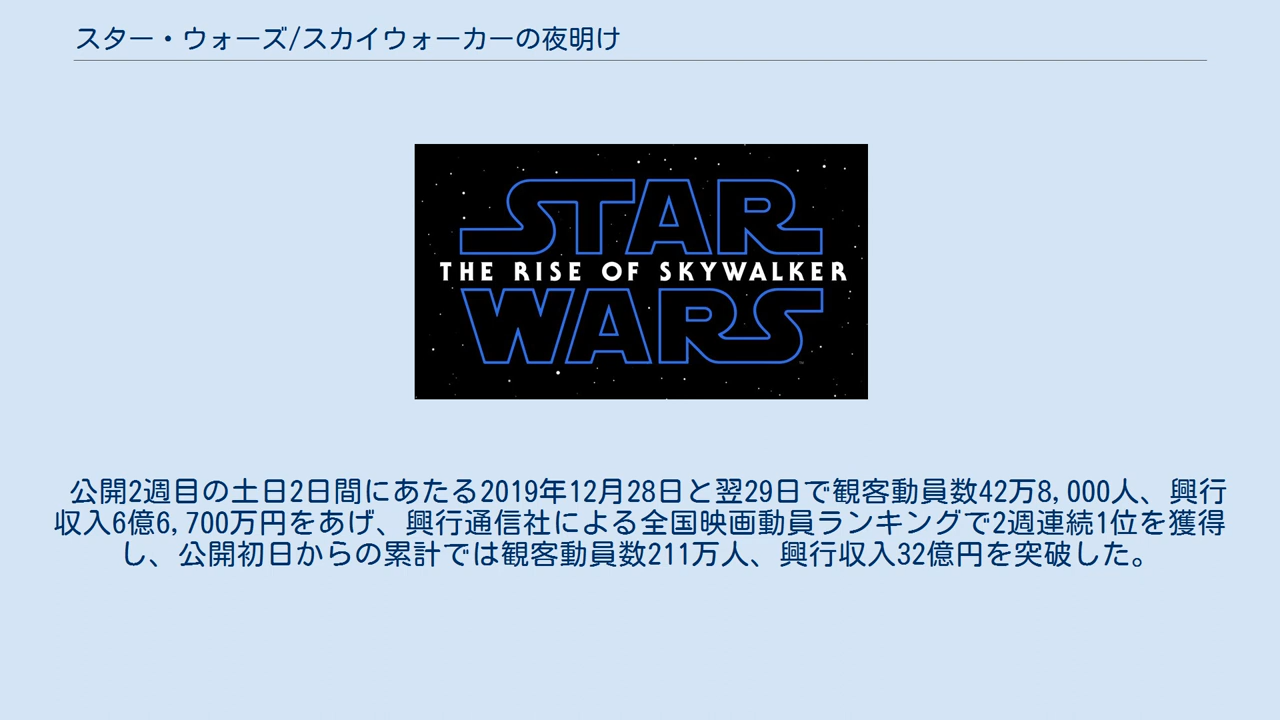 スター・ウォーズ/スカイウォーカーの夜明け
STAR
THE RISE OF SKYWALKER
WARS
公開2週目の土日2日間にあたる2019年12月28日と翌29日で観客動員数42万8,000人、興行
収入6億6,700万円をあげ、興行通信社による全国映画動員ランキングで2週連続1位を獲得
し、公開初日からの累計では観客動員数211万人、興行収入32億円を突破した。